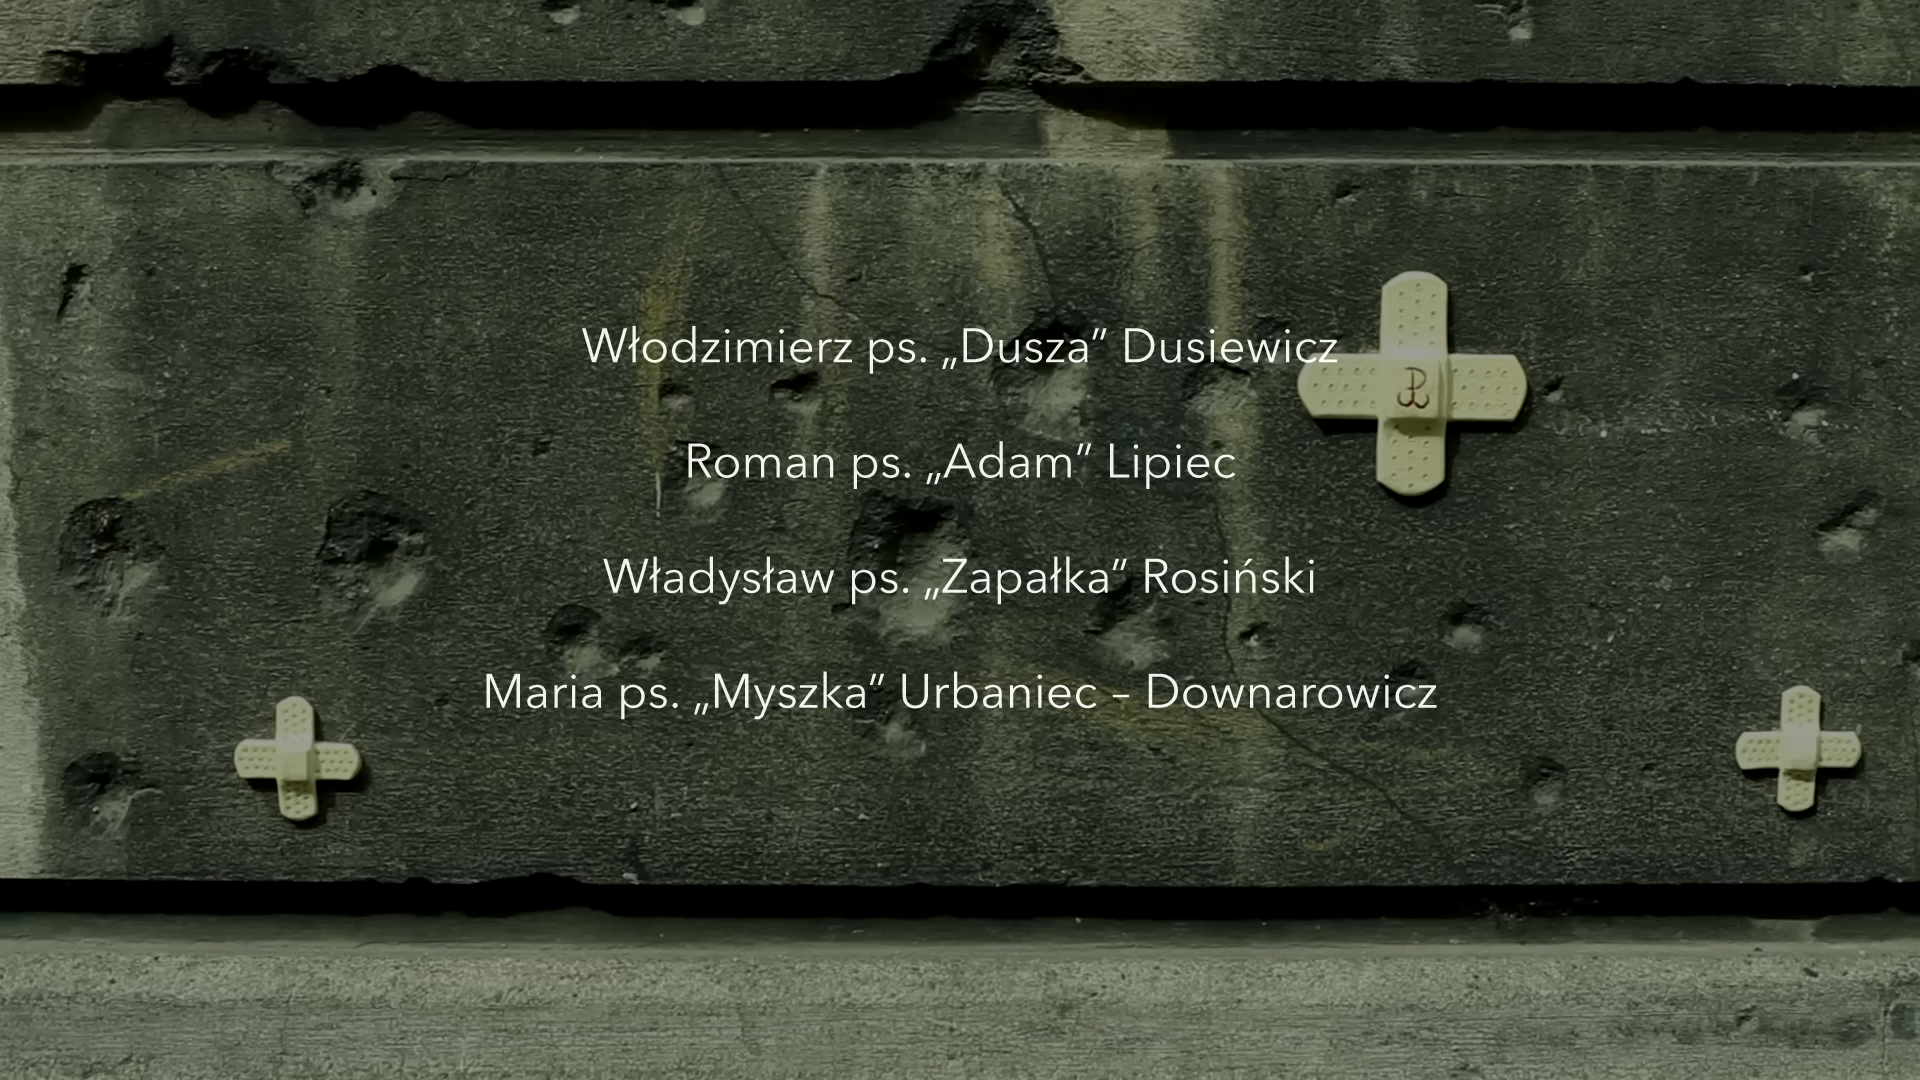 Włodzimierz ps. „Dusza” Dusiewicz
Roman ps. „Adam” Lipiec
Władysław ps. „Zapałka” Rosiński
Maria ps. „Myszka” Urbaniec – Downarowicz